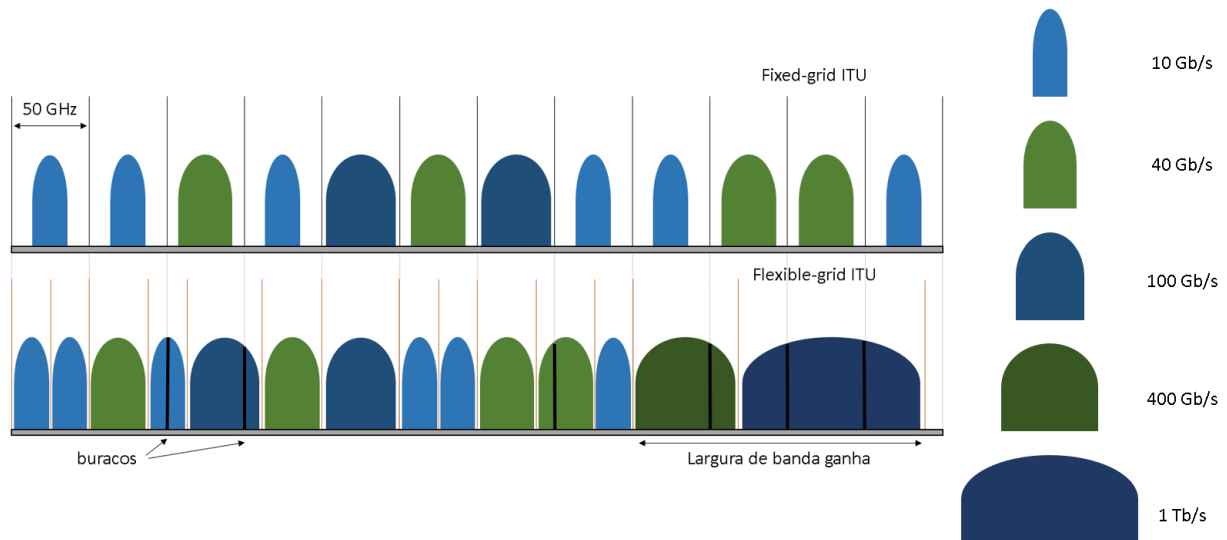 Fixed-grid ITU
50 GHz
Flexible-grid ITU
buracos
Largura de banda ganha
10 Gb/s
40 Gb/s
100 Gb/s
400 Gb/s
1 Tb/s